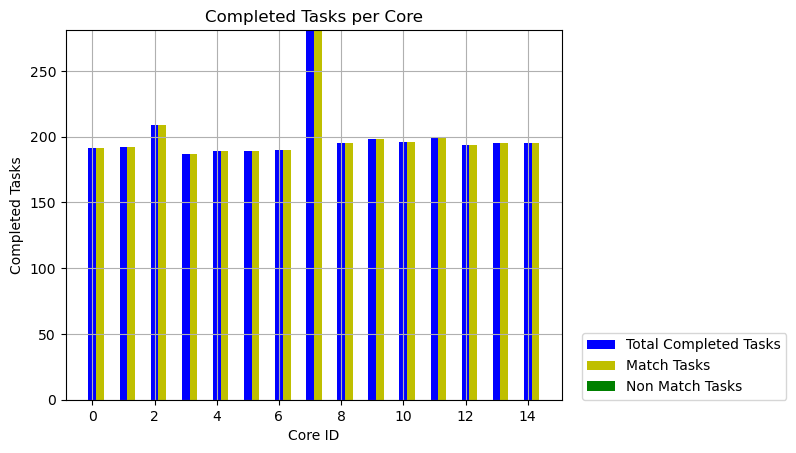 Completed Tasks per Core
Completed Tasks
250
200
150
100
50
0
0 2 4 6 8 10 12 14
Core ID
Total Completed Tasks
Match Tasks
Non Match Tasks